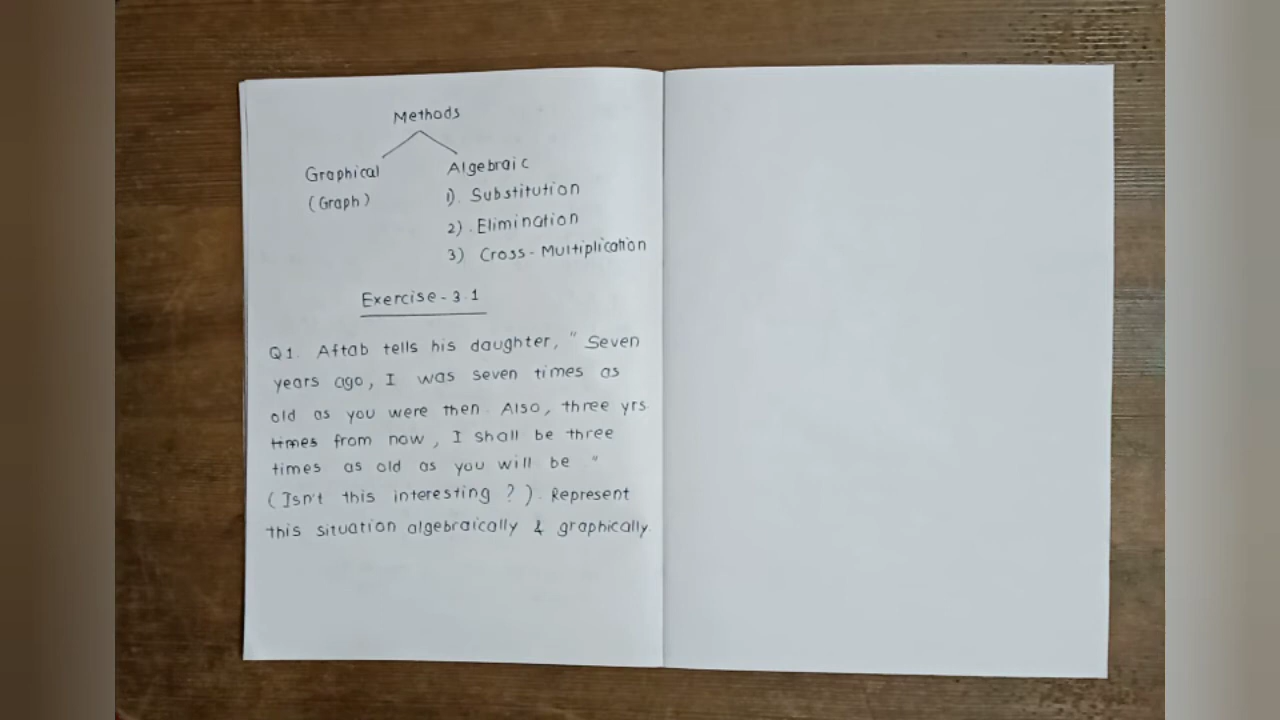 Methods
Graphical
(Graph)
Algebraic
1). Substitution
2). Elimination
3) Cross-Multiplication
Exercise-3.1
Q1. Aftab tells his daughter, "Seven
years ago, I was seven times as
old as you were then. Also, three yrs
times from now, I shall be three
times as old as you will be "
(Isn't this interesting ?). Represent
this situation algebraically & graphically.